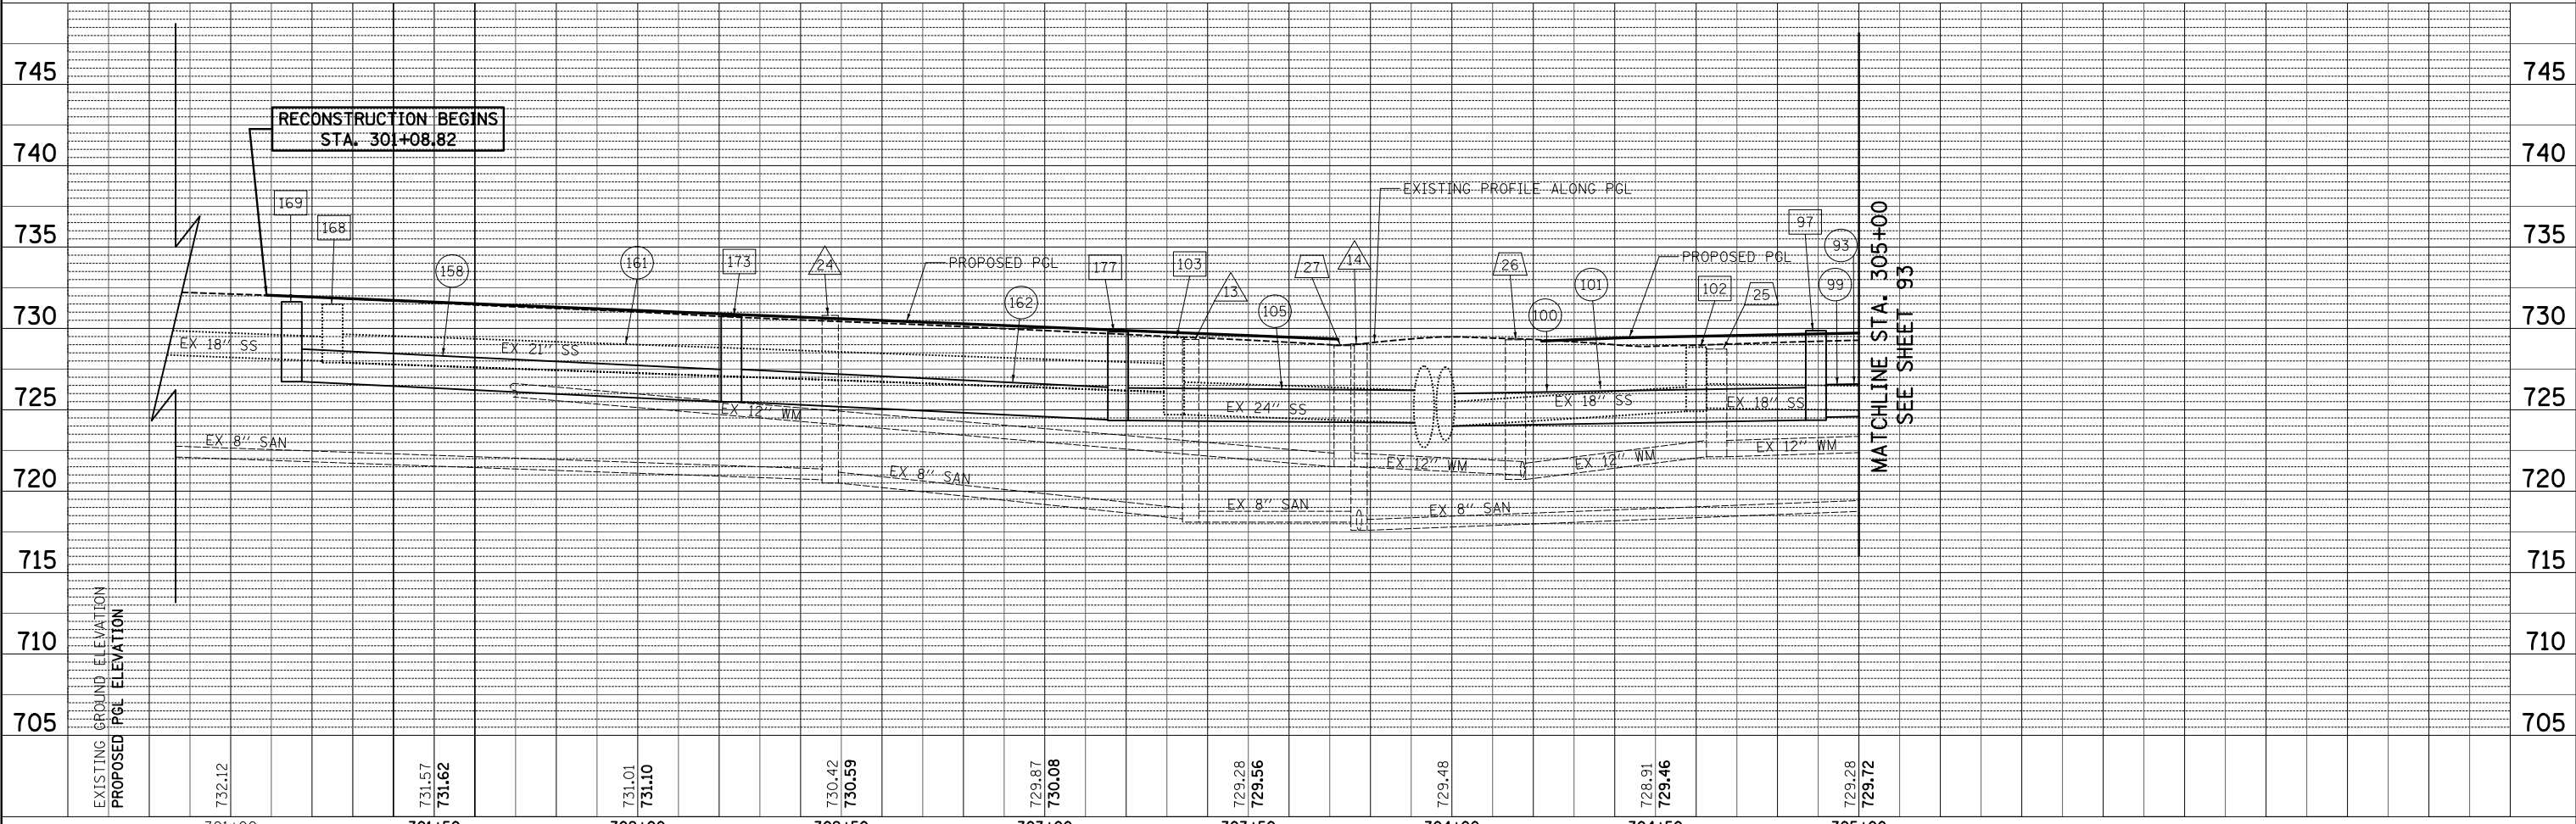 745
745
RECONSTRUCTION BEGINS
STA. 301+08.82
740
740
EXISTING PROFILE ALONG PGL
169
168
97
735
735
93
158
161
173
24
PROPOSED PGL
177
103
13
27
14
26
PROPOSED PGL
101
102
25
99
162
105
100
730
730
EX 18" SS
EX 21" SS
725
725
EX 12" WM
EX 24" SS
EX 18" SS
EX 18" SS
EX 8" SAN
EX 12" WM
EX 12" WM
EX 12" WM
720
720
EX 8" SAN
EX 8" SAN
EX 8" SAN
MATCHLINE STA. 305+00
SEE SHEET 93
715
715
710
710
705
705
EXISTING GROUND ELEVATION
PROPOSED PGL ELEVATION
732.12
731.57
731.62
731.01
731.10
730.42
730.59
729.87
730.08
729.28
729.56
729.48
728.91
729.46
729.28
729.72